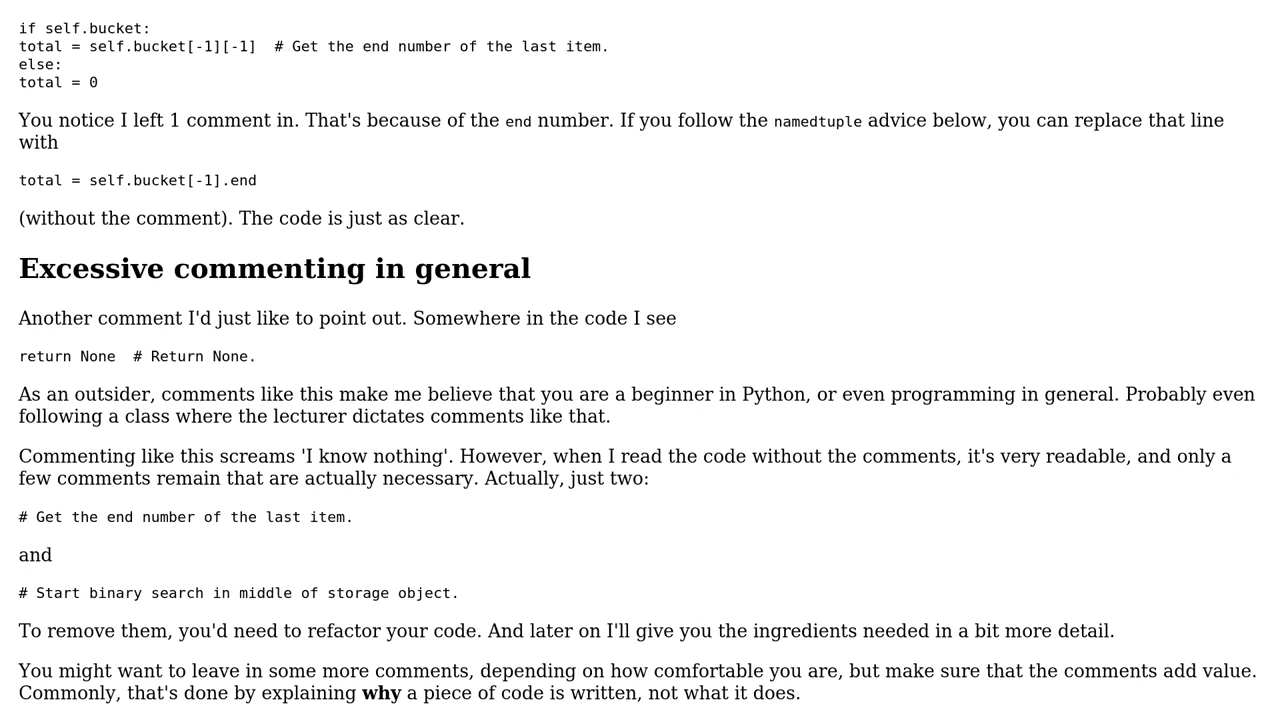 if self.bucket:
total = self.bucket[-1][-1]  # Get the end number of the last item.
else:
total = 0
You notice I left 1 comment in. That's because of the end number. If you follow the namedtuple advice below, you can replace that line
with
total = self.bucket[-1].end
(without the comment). The code is just as clear.
Excessive commenting in general
Another comment I'd just like to point out. Somewhere in the code I see
return None  # Return None.
As an outsider, comments like this make me believe that you are a beginner in Python, or even programming in general. Probably even
following a class where the lecturer dictates comments like that.
Commenting like this screams 'I know nothing'. However, when I read the code without the comments, it's very readable, and only a
few comments remain that are actually necessary. Actually, just two:
# Get the end number of the last item.
and
# Start binary search in middle of storage object.
To remove them, you'd need to refactor your code. And later on I'll give you the ingredients needed in a bit more detail.
You might want to leave in some more comments, depending on how comfortable you are, but make sure that the comments add value.
Commonly, that's done by explaining why a piece of code is written, not what it does.